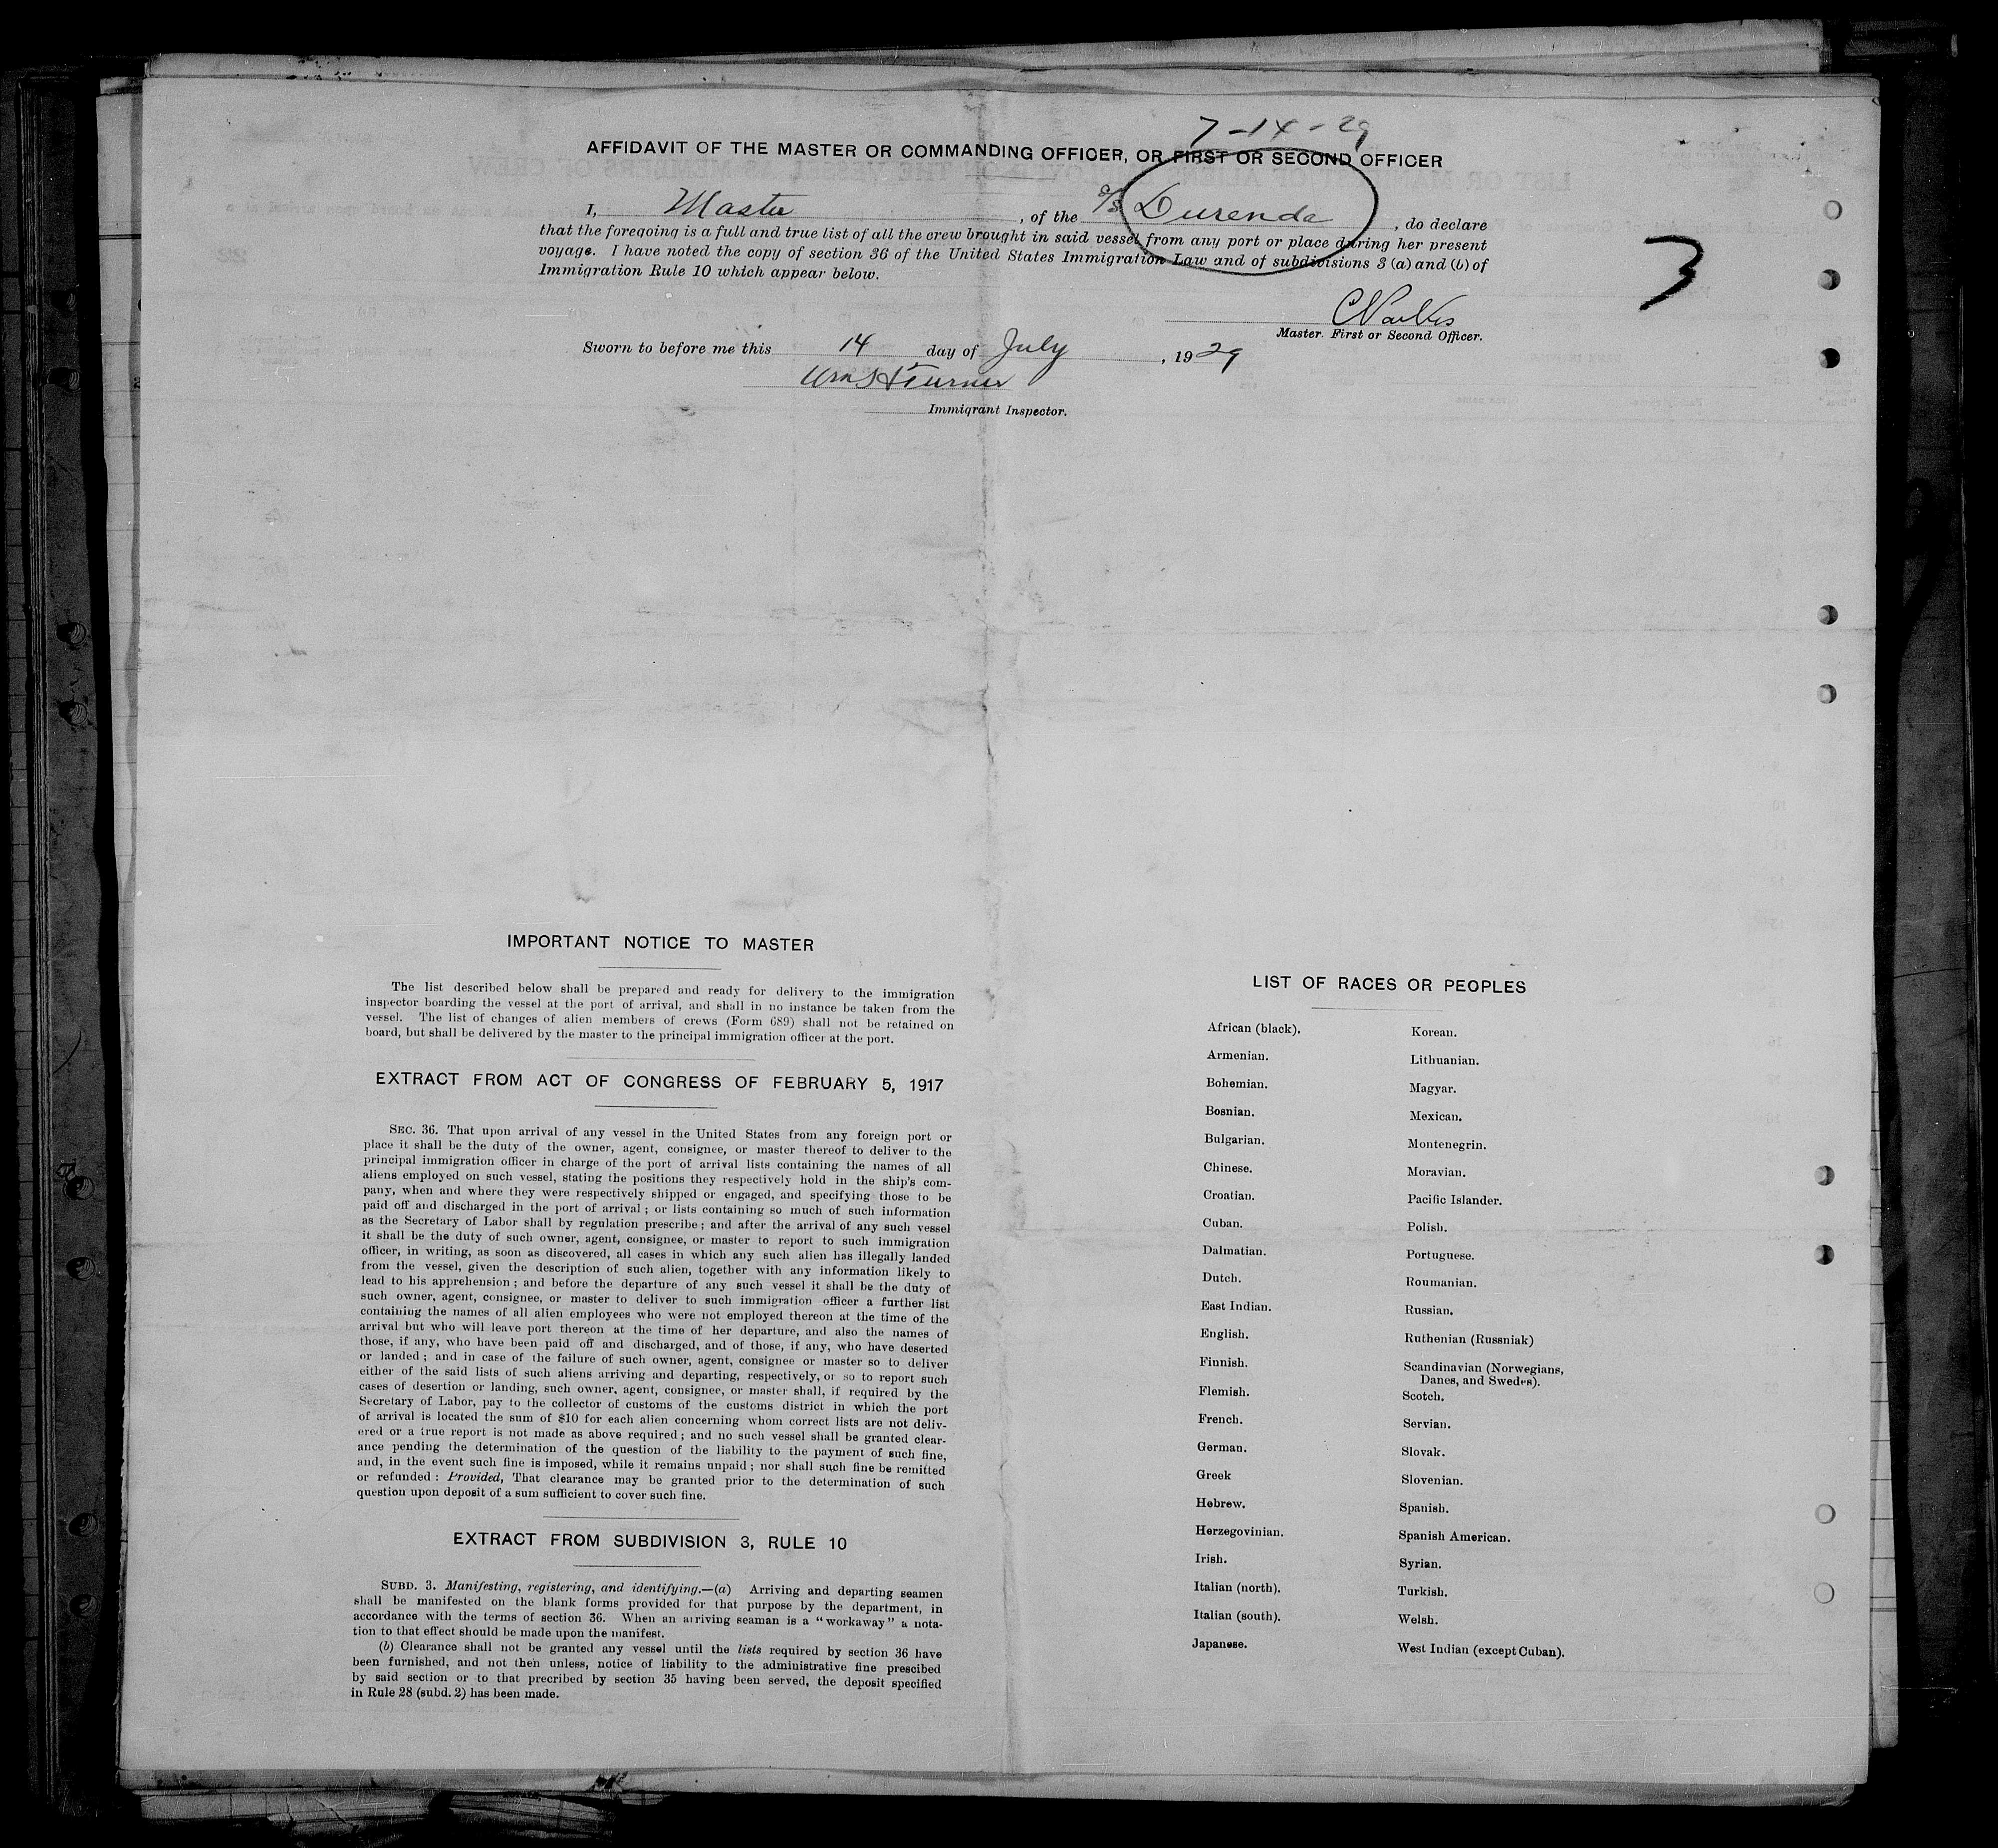 7-14-29
AFFIDAVIT OF THE MASTER OR COMMANDING OFFICER, OR FIRST OR SECOND OFFICER
I, Master, of the S/S Durenda, do declare
that the foregoing is a full and true list of all the crew brought in said vessel from any port or place during her present
voyage. I have noted the copy of section 36 of the United States Immigration Law and of subdivisions 3 (a) and (b) of
Immigration Rule 10 which appear below.
3
Master. First or Second Officer.
Sworn to before me this 14 day of July, 1929
Wm H Turner
Immigrant Inspector.
IMPORTANT NOTICE TO MASTER
The list described below shall be prepared and ready for delivery to the immigration
inspector boarding the vessel at the port of arrival, and shall in no instance be taken from the
vessel. The list of changes of alien members of crews (Form 689) shall not be retained on
board, but shall be delivered by the master to the principal immigration officer at the port.
EXTRACT FROM ACT OF CONGRESS OF FEBRUARY 5, 1917
SEC. 36. That upon arrival of any vessel in the United States from any foreign port or
place it shall be the duty of the owner, agent, consignee, or master thereof to deliver to the
principal immigration officer in charge of the port of arrival lists containing the names of all
aliens employed on such vessel, stating the positions they respectively hold in the ship's com-
pany, when and where they were respectively shipped or engaged, and specifying those to be
paid off and discharged in the port of arrival; or lists containing so much of such information
as the Secretary of Labor shall by regulation prescribe; and after the arrival of any such vessel
it shall be the duty of such owner, agent, consignee, or master to report to such immigration
officer, in writing, as soon as discovered, all cases in which any such alien has illegally landed
from the vessel, given the description of such alien, together with any information likely to
lead to his apprehension; and before the departure of any such vessel it shall be the duty of
such owner, agent, consignee, or master to deliver to such immigration officer a further list
containing the names of all alien employees who were not employed thereon at the time of the
arrival but who will leave port thereon at the time of her departure, and also the names of
those, if any, who have been paid off and discharged, and of those, if any, who have deserted
or landed; and in case of the failure of such owner, agent, consignee or master so to deliver
either of the said lists of such aliens arriving and departing, respectively, or so to report such
cases of desertion or landing, such owner, agent, consignee, or master shall, if required by the
Secretary of Labor, pay to the collector of customs of the customs district in which the port
of arrival is located the sum of $10 for each alien concerning whom correct lists are not deliv-
ered or a true report is not made as above required; and no such vessel shall be granted clear-
ance pending the determination of the question of the liability to the payment of such fine,
and, in the event such fine is imposed, while it remains unpaid; nor shall such fine be remitted
or refunded: Provided, That clearance may be granted prior to the determination of such
question upon deposit of a sum sufficient to cover such fine.
EXTRACT FROM SUBDIVISION 3, RULE 10
SUBD. 3. Manifesting, registering, and identifying.—(a) Arriving and departing seamen
shall be manifested on the blank forms provided for that purpose by the department, in
accordance with the terms of section 36. When an arriving seaman is a "workaway" a nota-
tion to that effect should be made upon the manifest.
(b) Clearance shall not be granted any vessel until the lists required by section 36 have
been furnished, and not then unless, notice of liability to the administrative fine prescibed
by said section or to that precribed by section 35 having been served, the deposit specified
in Rule 28 (subd. 2) has been made.
LIST OF RACES OR PEOPLES
African (black).
Armenian.
Bohemian.
Bosnian.
Bulgarian.
Chinese.
Croatian.
Cuban.
Dalmatian.
Dutch.
East Indian.
English.
Finnish.
Flemish.
French.
German.
Greek
Hebrew.
Herzegovinian.
Irish.
Italian (north).
Italian (south).
Japanese.
Korean.
Lithuanian.
Magyar.
Mexican.
Montenegrin.
Moravian.
Pacific Islander.
Polish.
Portuguese.
Roumanian.
Russian.
Ruthenian (Russniak)
Scandinavian (Norwegians,
Danes, and Swedes).
Scotch.
Servian.
Slovak.
Slovenian.
Spanish.
Spanish American.
Syrian.
Turkish.
Welsh.
West Indian (except Cuban).